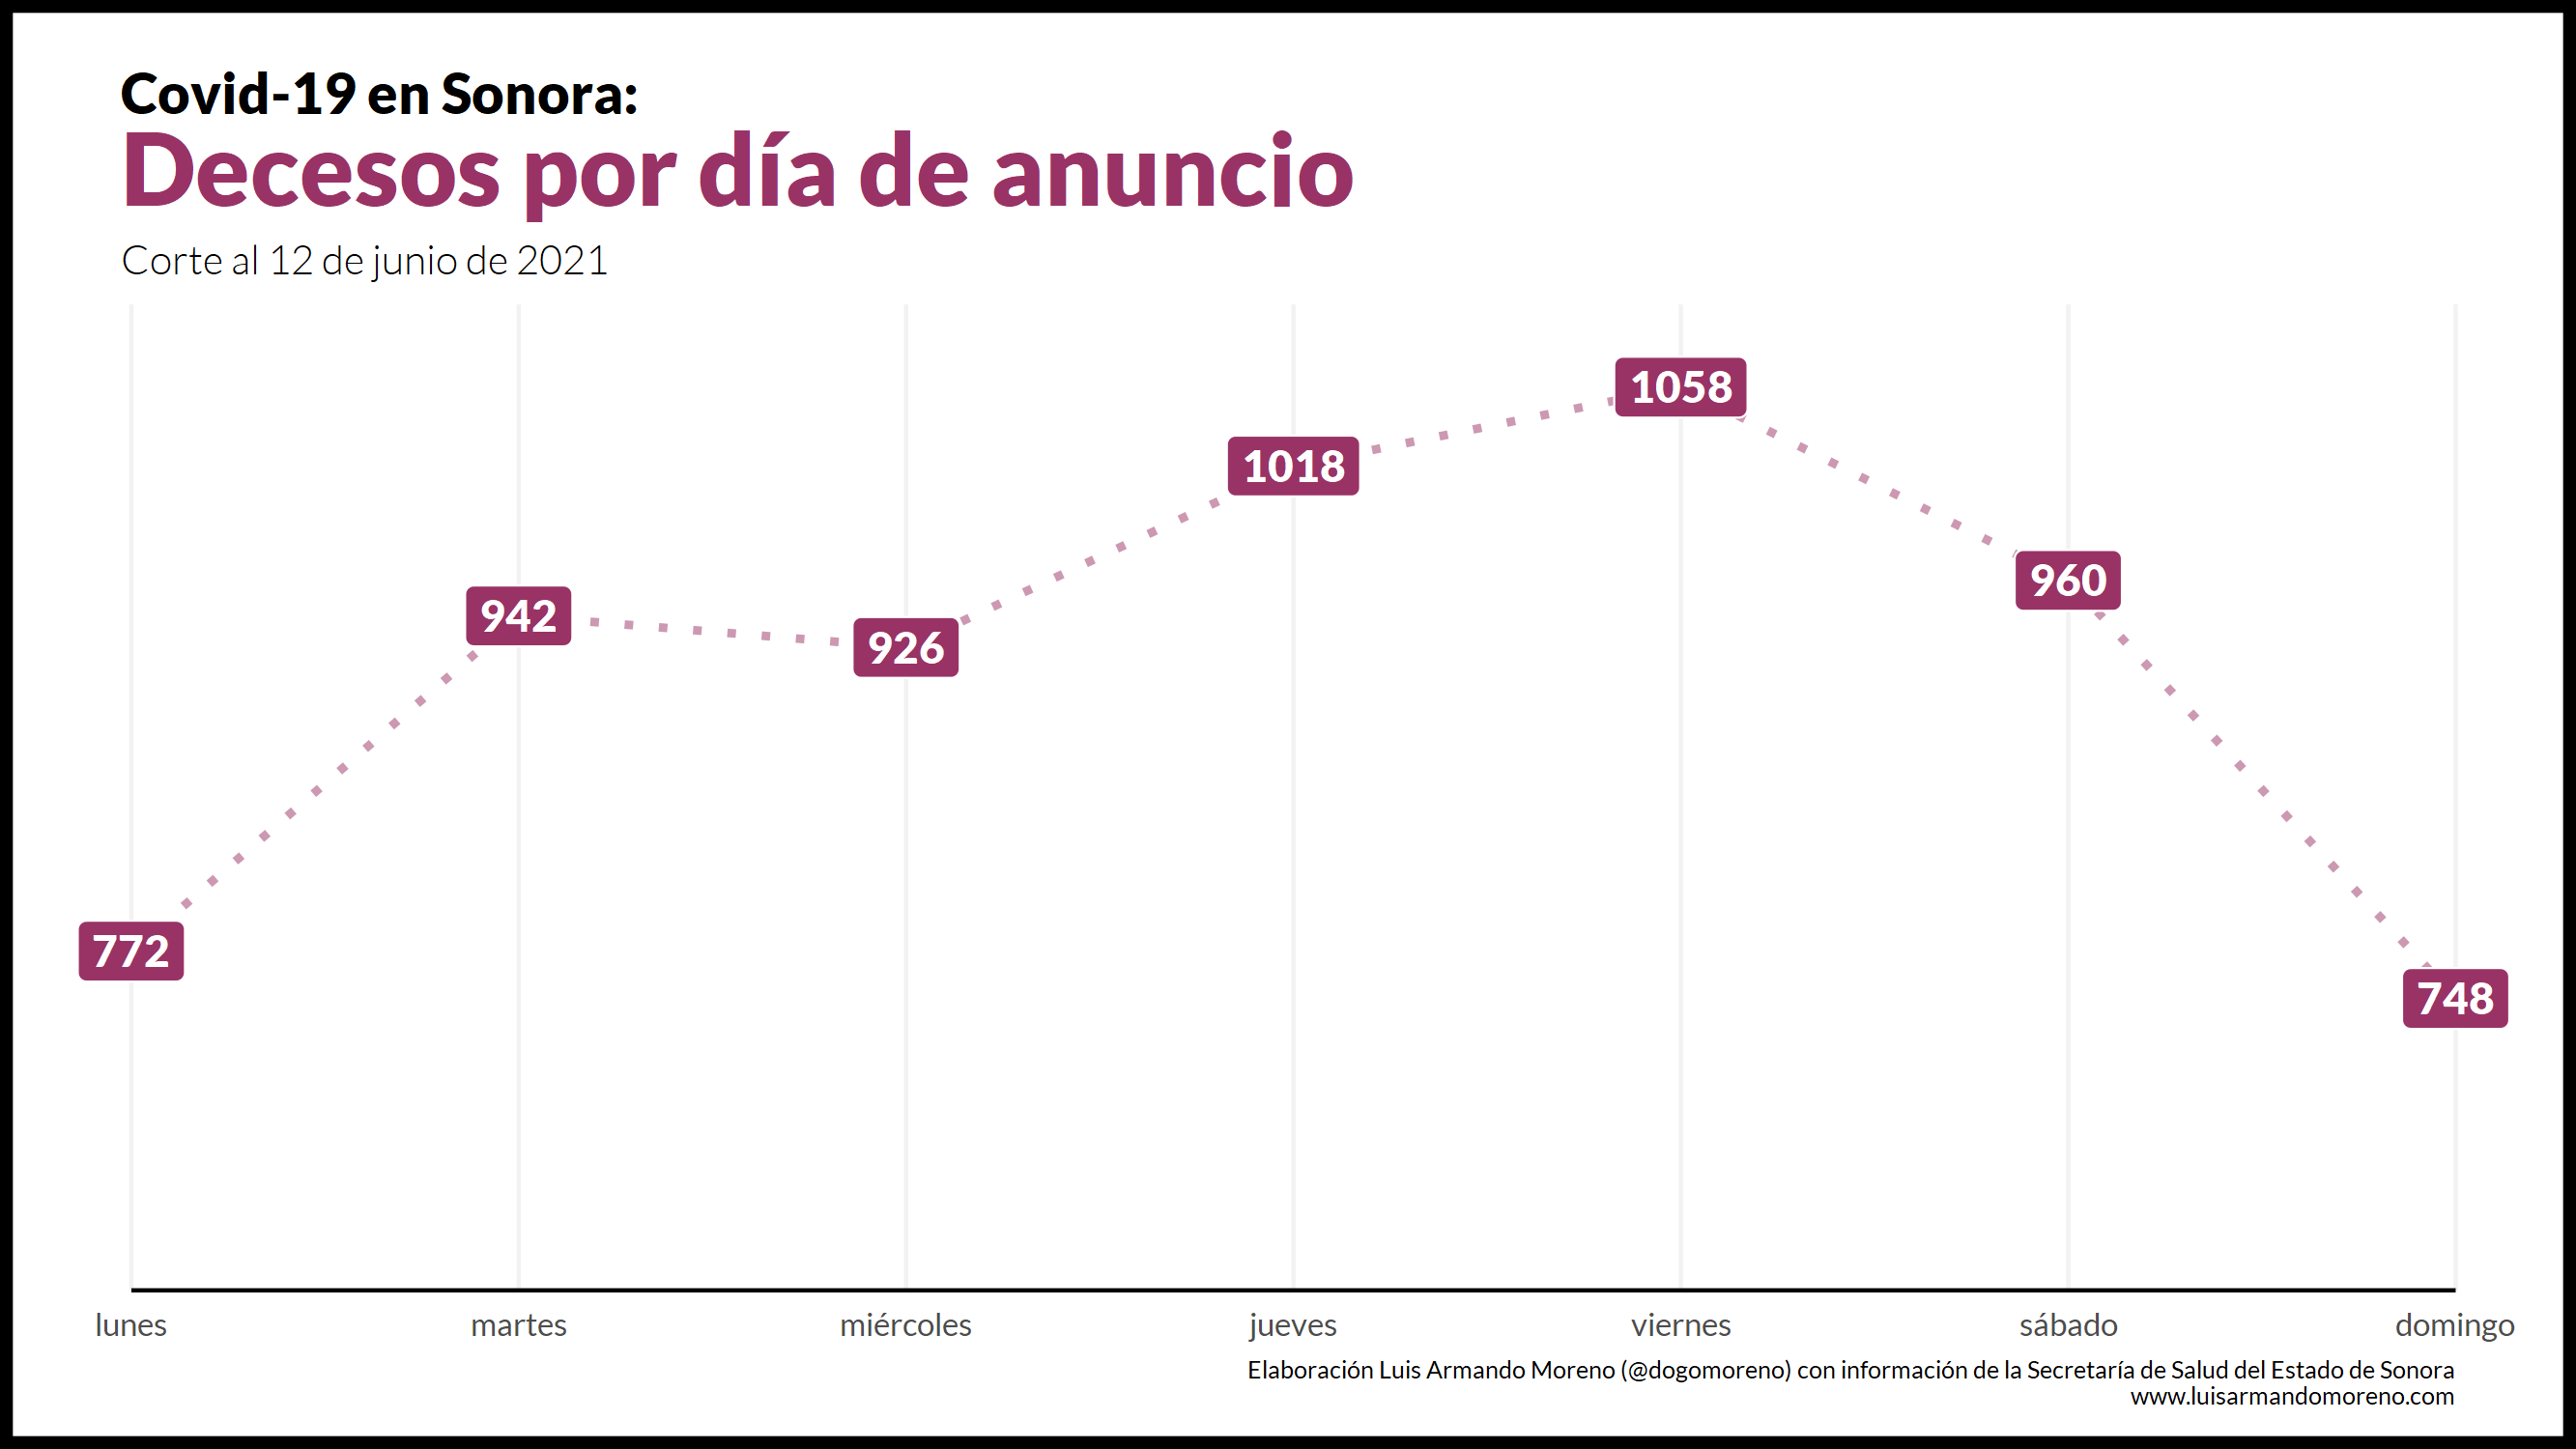 Covid-19 en Sonora:
Decesos por día de anuncio
Corte al 12 de junio de 2021
1058
1018
960
942
926
772
748
lunes martes miércoles jueves viernes sábado domingo
Elaboración Luis Armando Moreno (@dogomoreno) con información de la Secretaría de Salud del Estado de Sonora
www.luisarmandomoreno.com